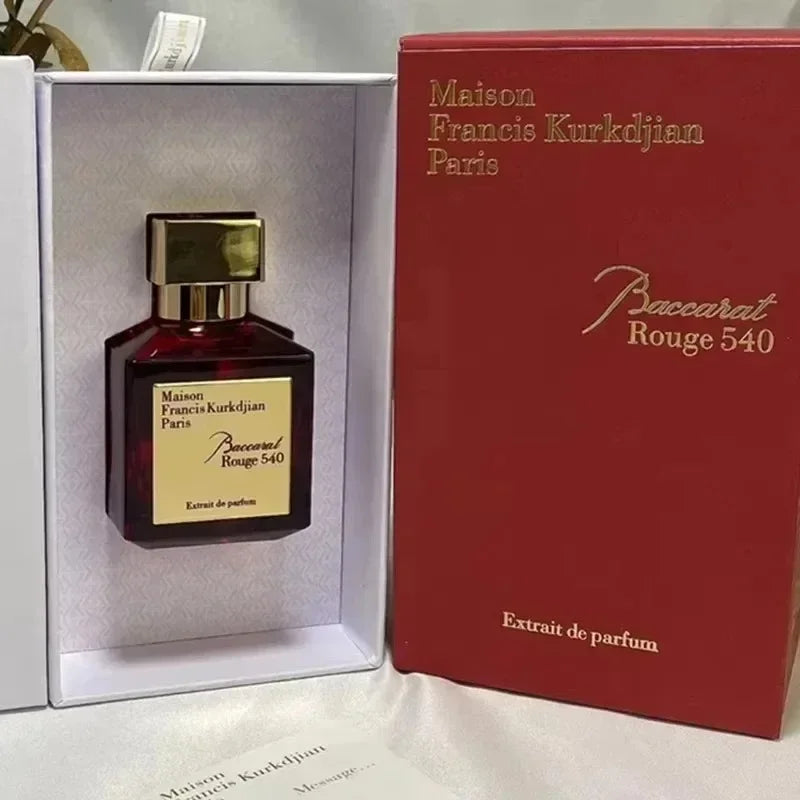 Maison
Francis Kurkdjian
Paris
Baccarat
Rouge 540
Extrait de parfum
Maison
Francis Kurkdjian
Paris
Baccarat
Rouge 540
Extrait de parfum
Maison
Francis Kurkdjian
Message...